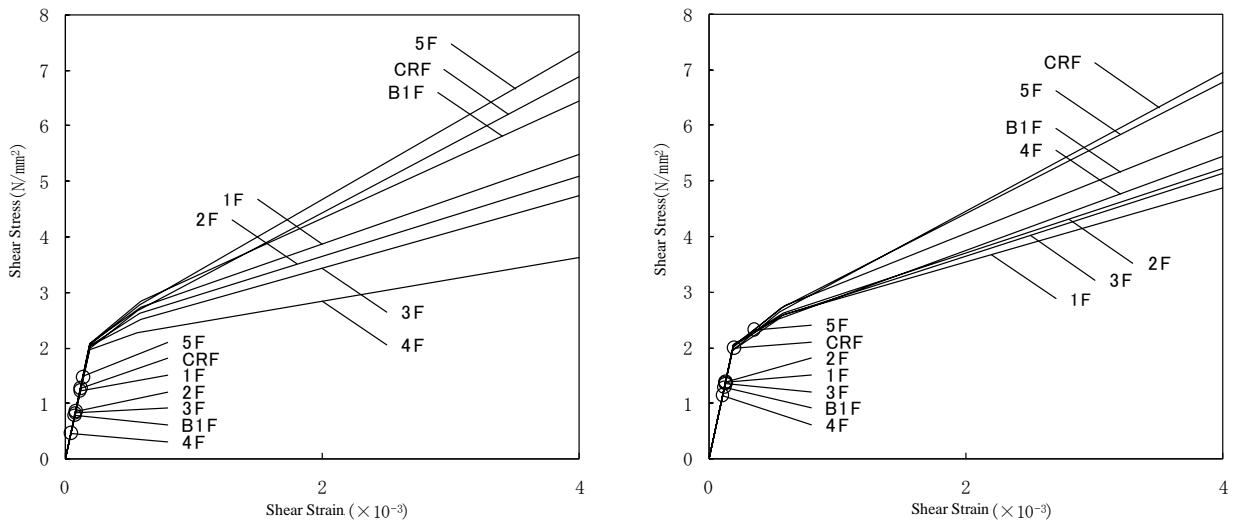 8
7
6
5
4
3
2
1
0
Shear Stress(N/mm²)
5F
CRF
B1F
1F
2F
3F
4F
5F
CRF
1F
2F
3F
B1F
4F
0
2
4
Shear Strain (×10⁻³)
8
7
6
5
4
3
2
1
0
Shear Stress(N/mm²)
CRF
5F
B1F
4F
2F
3F
1F
5F
CRF
2F
1F
3F
B1F
4F
0
2
4
Shear Strain (×10⁻³)